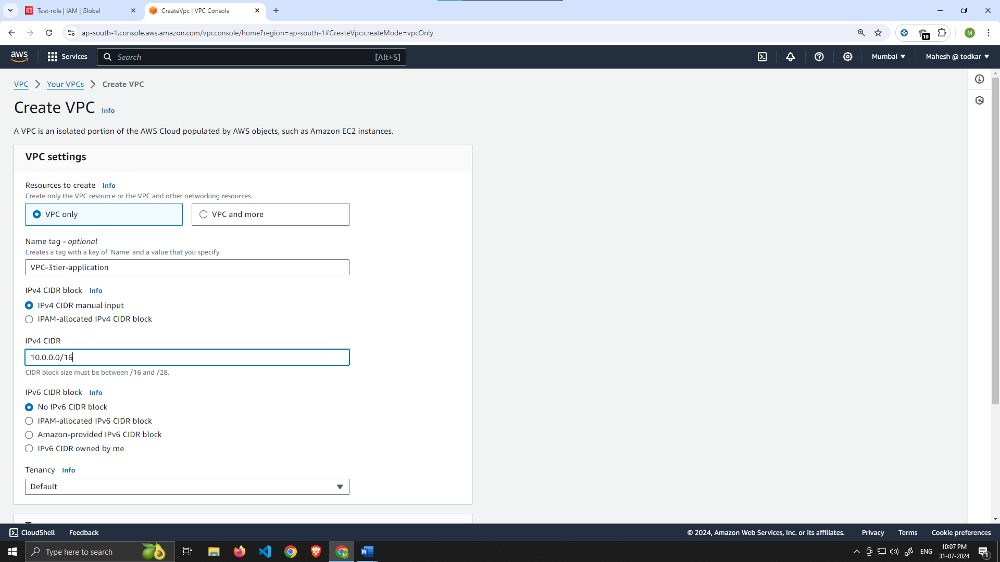 Test-role | IAM | Global
CreateVpc | VPC Console
ap-south-1.console.aws.amazon.com/vpcconsole/home?region=ap-south-1#CreateVpc:createMode=vpcOnly
10
M
aws
Services
Search
[Alt+S]
Mumbai
Mahesh @ todkar
VPC
Your VPCs
Create VPC
Create VPC Info
A VPC is an isolated portion of the AWS Cloud populated by AWS objects, such as Amazon EC2 instances.
VPC settings
Resources to create Info
Create only the VPC resource or the VPC and other networking resources.
VPC only
VPC and more
Name tag - optional
Creates a tag with a key of 'Name' and a value that you specify.
VPC-3tier-application
IPv4 CIDR block Info
IPv4 CIDR manual input
IPAM-allocated IPv4 CIDR block
IPv4 CIDR
10.0.0.0/16
CIDR block size must be between /16 and /28.
IPv6 CIDR block Info
No IPv6 CIDR block
IPAM-allocated IPv6 CIDR block
Amazon-provided IPv6 CIDR block
IPv6 CIDR owned by me
Tenancy Info
Default
CloudShell
Feedback
© 2024, Amazon Web Services, Inc. or its affiliates.
Privacy
Terms
Cookie preferences
Type here to search
M
W
ENG
10:07 PM
31-07-2024
1